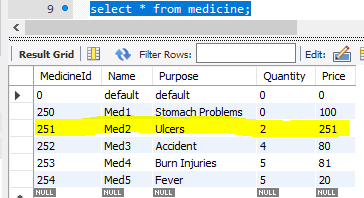 9 select * from medicine;
Result Grid Filter Rows: Edit:
MedicineId Name Purpose Quantity Price
0 default default 0 0
250 Med1 Stomach Problems 0 100
251 Med2 Ulcers 2 251
252 Med3 Accident 4 80
253 Med4 Burn Injuries 5 81
254 Med5 Fever 5 20
NULL NULL NULL NULL NULL